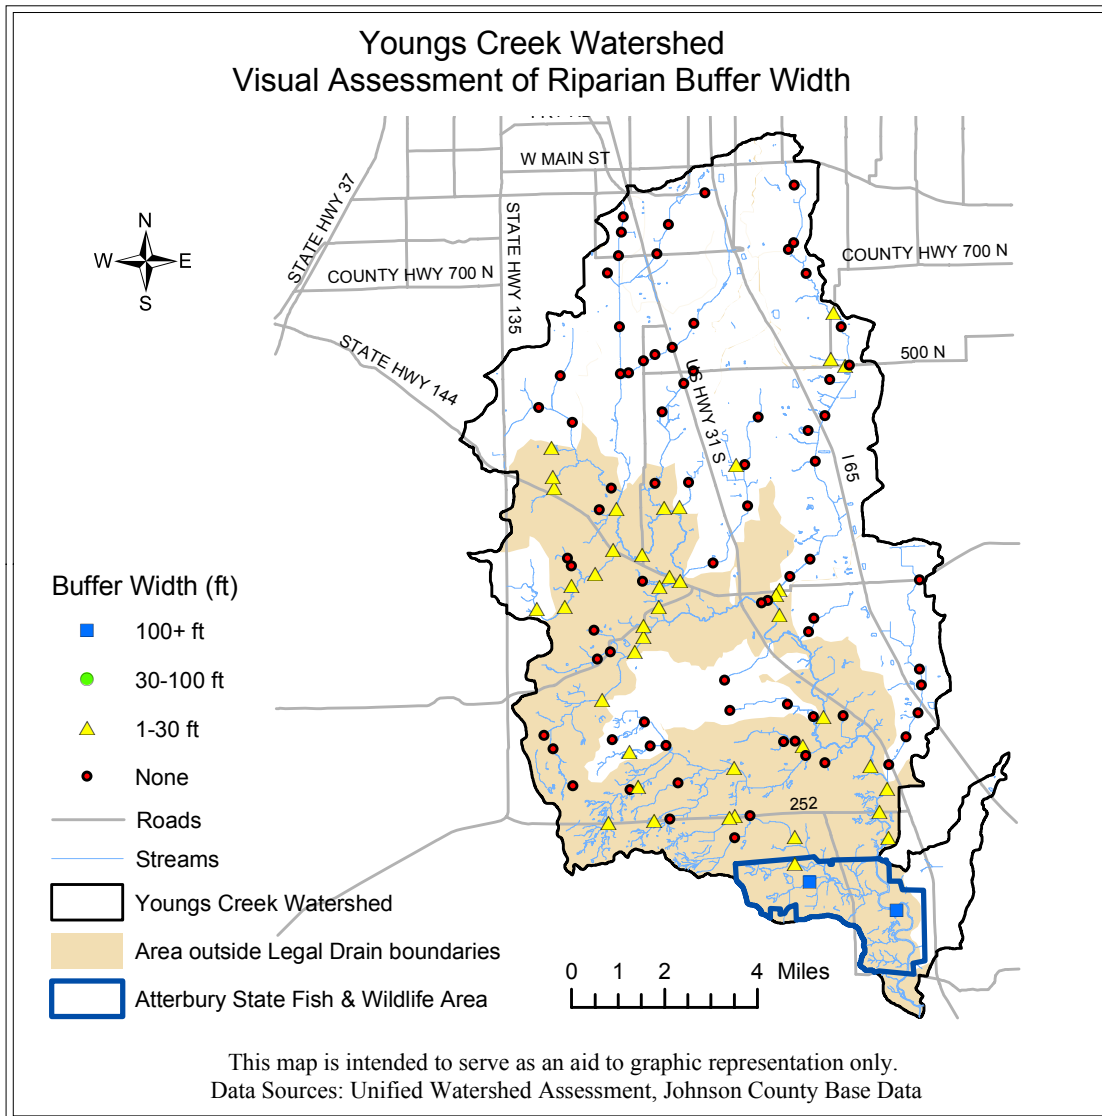 Youngs Creek Watershed
Visual Assessment of Riparian Buffer Width
W MAIN ST
STATE HWY 37
N
W E
S
STATE HWY 135
COUNTY HWY 700 N
COUNTY HWY 700 N
STATE HWY 144
500 N
US HWY 31 S
I 65
Buffer Width (ft)
100+ ft
30-100 ft
1-30 ft
None
Roads
Streams
Youngs Creek Watershed
Area outside Legal Drain boundaries
Atterbury State Fish & Wildlife Area
252
0 1 2 4 Miles
This map is intended to serve as an aid to graphic representation only.
Data Sources: Unified Watershed Assessment, Johnson County Base Data